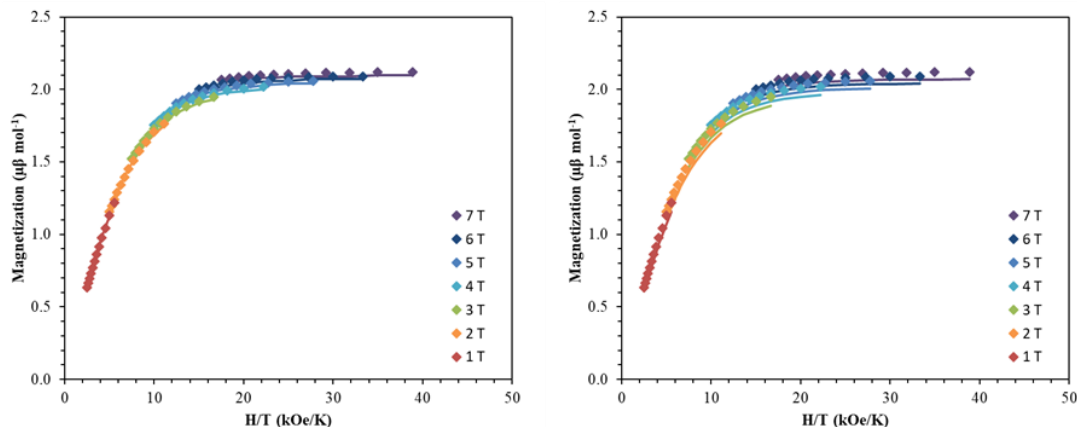 2.5
2.0
1.5
1.0
0.5
0.0
Magnetization (μβ mol⁻¹)
7 T
6 T
5 T
4 T
3 T
2 T
1 T
0 10 20 30 40 50
H/T (kOe/K)
2.5
2.0
1.5
1.0
0.5
0.0
Magnetization (μβ mol⁻¹)
7 T
6 T
5 T
4 T
3 T
2 T
1 T
0 10 20 30 40 50
H/T (kOe/K)